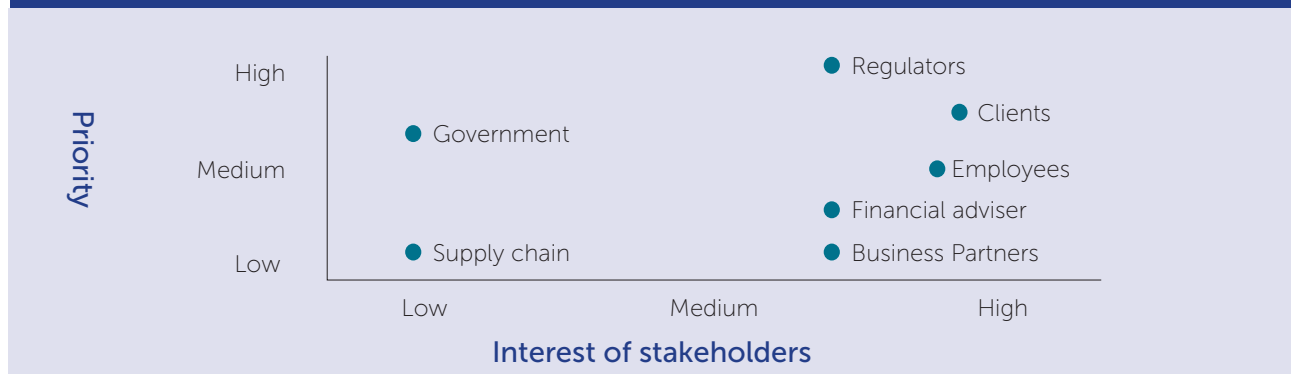 Priority
High
Medium
Low
Regulators
Clients
Government
Employees
Financial adviser
Supply chain
Business Partners
Low
Medium
High
Interest of stakeholders